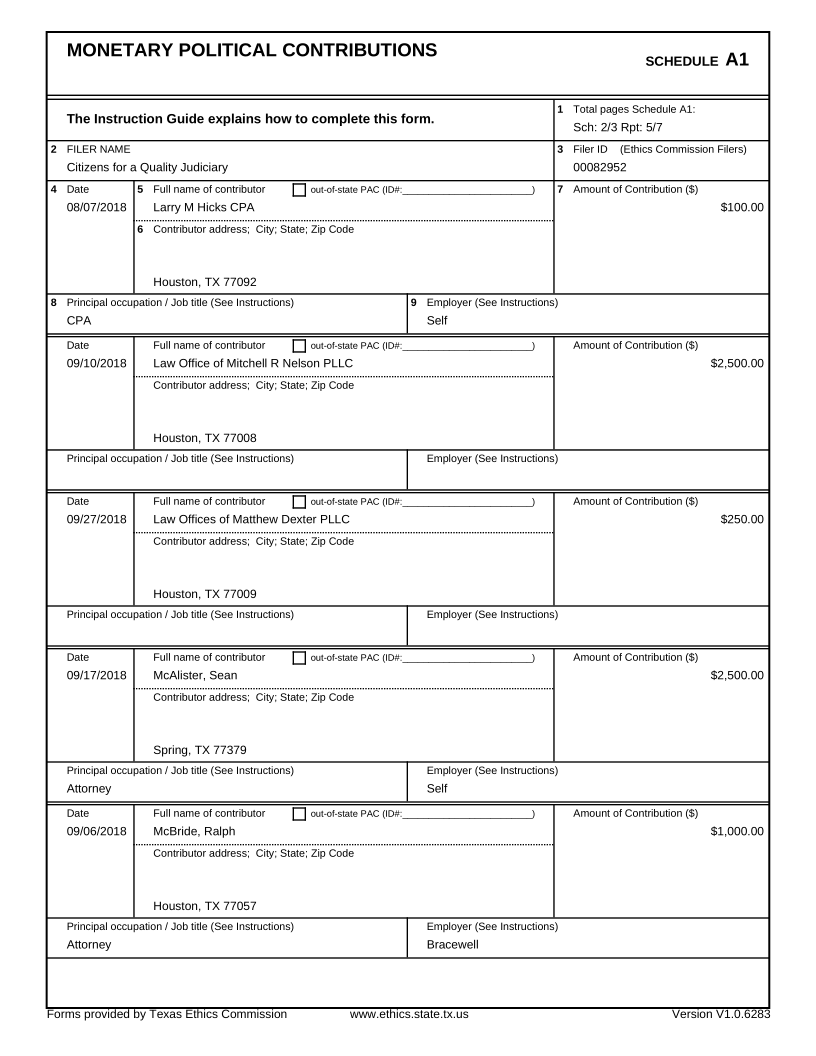 MONETARY POLITICAL CONTRIBUTIONS
SCHEDULE A1
The Instruction Guide explains how to complete this form.
1 Total pages Schedule A1:
Sch: 2/3 Rpt: 5/7
2 FILER NAME
Citizens for a Quality Judiciary
3 Filer ID (Ethics Commission Filers)
00082952
4 Date
08/07/2018
5 Full name of contributor out-of-state PAC (ID#:______________________)
Larry M Hicks CPA
6 Contributor address; City; State; Zip Code
Houston, TX 77092
7 Amount of Contribution ($)
$100.00
8 Principal occupation / Job title (See Instructions)
CPA
9 Employer (See Instructions)
Self
Date
09/10/2018
Full name of contributor out-of-state PAC (ID#:______________________)
Law Office of Mitchell R Nelson PLLC
Contributor address; City; State; Zip Code
Houston, TX 77008
Amount of Contribution ($)
$2,500.00
Principal occupation / Job title (See Instructions)
Employer (See Instructions)
Date
09/27/2018
Full name of contributor out-of-state PAC (ID#:______________________)
Law Offices of Matthew Dexter PLLC
Contributor address; City; State; Zip Code
Houston, TX 77009
Amount of Contribution ($)
$250.00
Principal occupation / Job title (See Instructions)
Employer (See Instructions)
Date
09/17/2018
Full name of contributor out-of-state PAC (ID#:______________________)
McAlister, Sean
Contributor address; City; State; Zip Code
Spring, TX 77379
Amount of Contribution ($)
$2,500.00
Principal occupation / Job title (See Instructions)
Attorney
Employer (See Instructions)
Self
Date
09/06/2018
Full name of contributor out-of-state PAC (ID#:______________________)
McBride, Ralph
Contributor address; City; State; Zip Code
Houston, TX 77057
Amount of Contribution ($)
$1,000.00
Principal occupation / Job title (See Instructions)
Attorney
Employer (See Instructions)
Bracewell
Forms provided by Texas Ethics Commission www.ethics.state.tx.us Version V1.0.6283